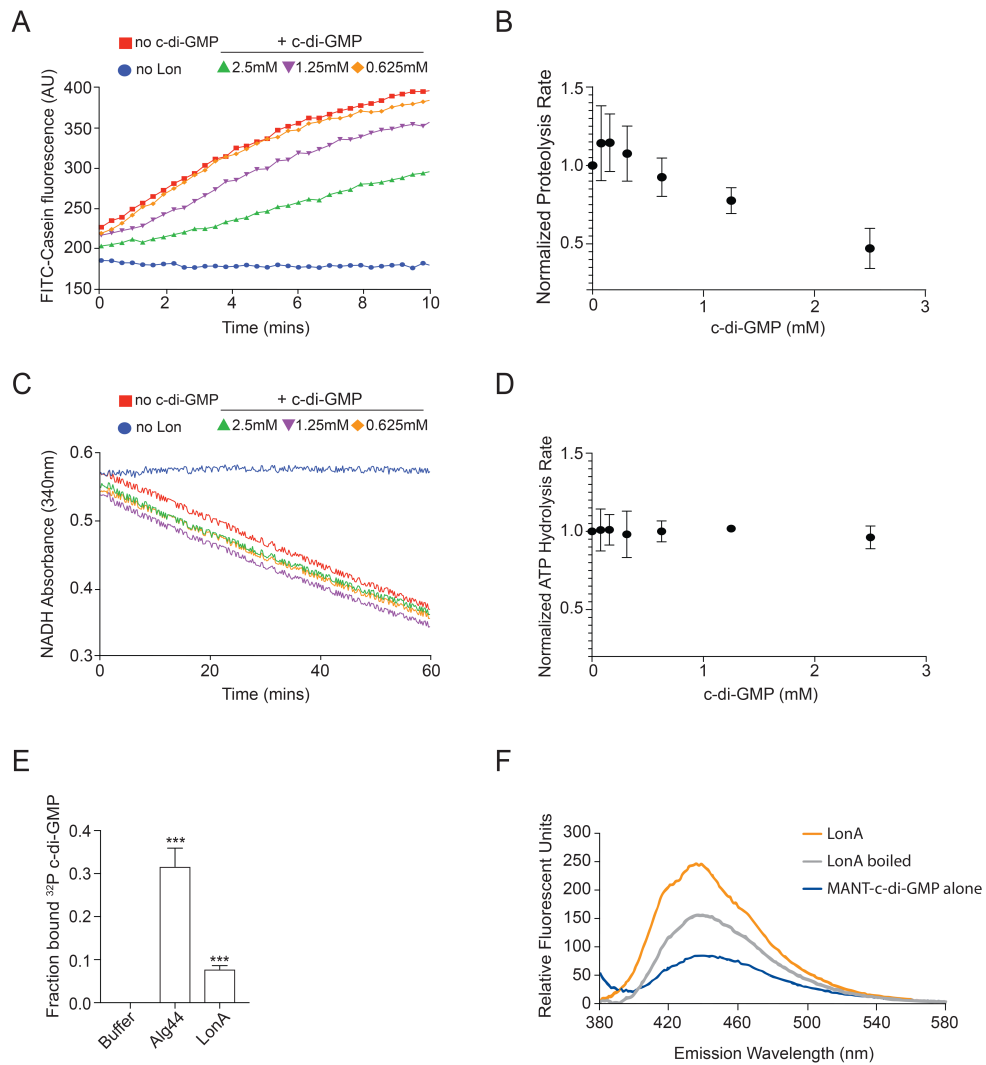 A
no c-di-GMP
+ c-di-GMP
no Lon
2.5mM
1.25mM
0.625mM
FITC-Casein fluorescence (AU)
400
350
300
250
200
150
0 2 4 6 8 10
Time (mins)
B
Normalized Proteolysis Rate
1.5
1.0
0.5
0 1 2 3
c-di-GMP (mM)
C
no c-di-GMP
+ c-di-GMP
no Lon
2.5mM
1.25mM
0.625mM
NADH Absorbance (340nm)
0.6
0.5
0.4
0.3
0 20 40 60
Time (mins)
D
Normalized ATP Hydrolysis Rate
1.5
1.0
0.5
0 1 2 3
c-di-GMP (mM)
E
Fraction bound ³²P c-di-GMP
0.4
0.3
0.2
0.1
0.0
***
***
Buffer
Alg44
LonA
F
Relative Fluorescent Units
300
250
200
150
100
50
0
LonA
LonA boiled
MANT-c-di-GMP alone
380 420 460 500 540 580
Emission Wavelength (nm)